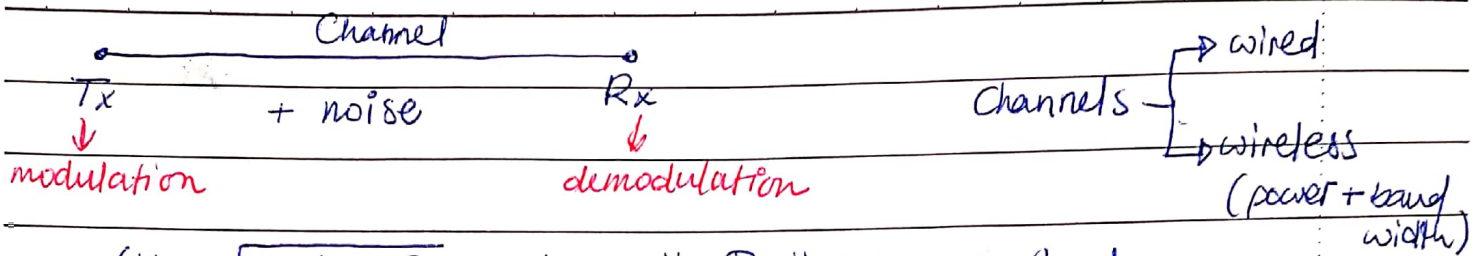 Channel
Tx + noise Rx
modulation demodulation
Channels
wired
wireless
(power + band
width)